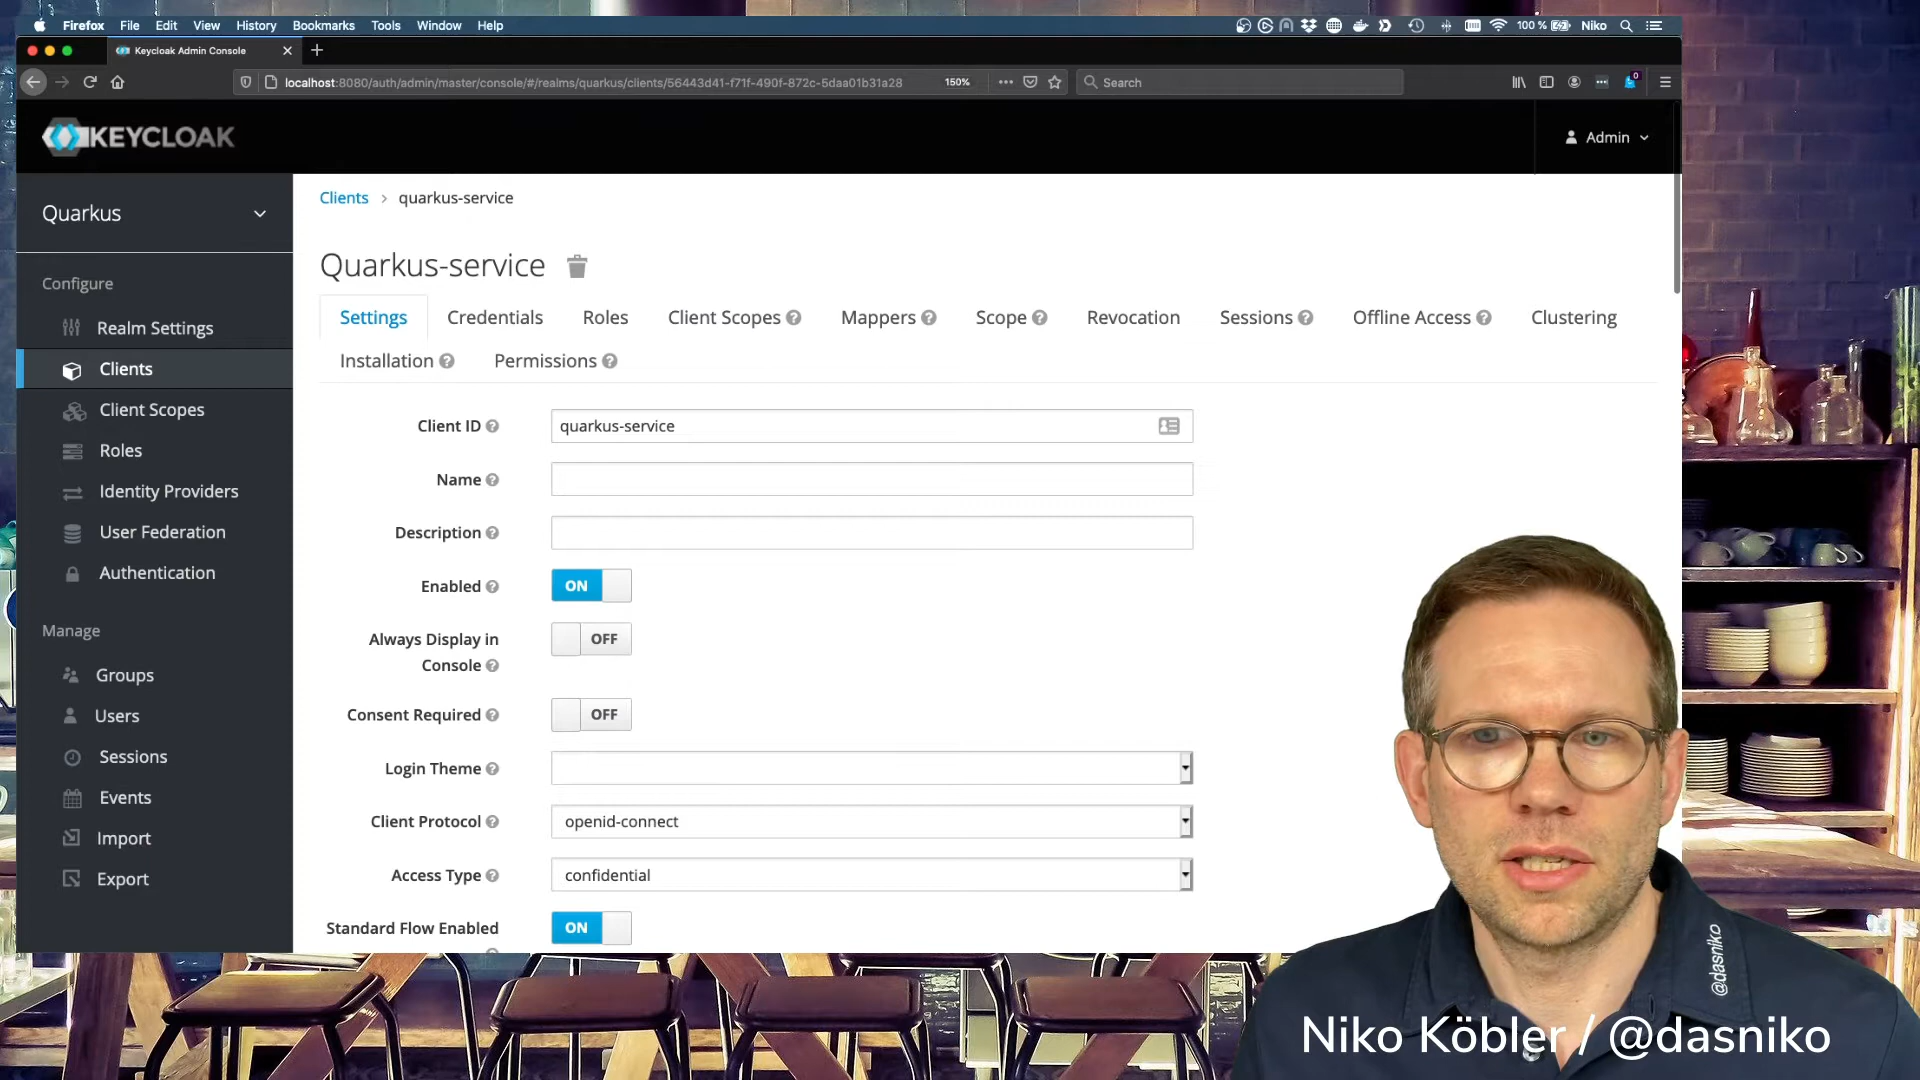 Firefox File Edit View History Bookmarks Tools Window Help 100 % Niko
Keycloak Admin Console
localhost:8080/auth/admin/master/console/#/realms/quarkus/clients/56443d41-f71f-490f-872c-5daa01b31a28 150% Search 0
KEYCLOAK Admin
Quarkus
Configure
Realm Settings
Clients
Client Scopes
Roles
Identity Providers
User Federation
Authentication
Manage
Groups
Users
Sessions
Events
Import
Export
Clients > quarkus-service
Quarkus-service
Settings Credentials Roles Client Scopes Mappers Scope Revocation Sessions Offline Access Clustering
Installation Permissions
Client ID quarkus-service
Name
Description
Enabled ON
Always Display in
Console OFF
Consent Required OFF
Login Theme
Client Protocol openid-connect
Access Type confidential
Standard Flow Enabled ON
@dasniko
Niko Köbler / @dasniko